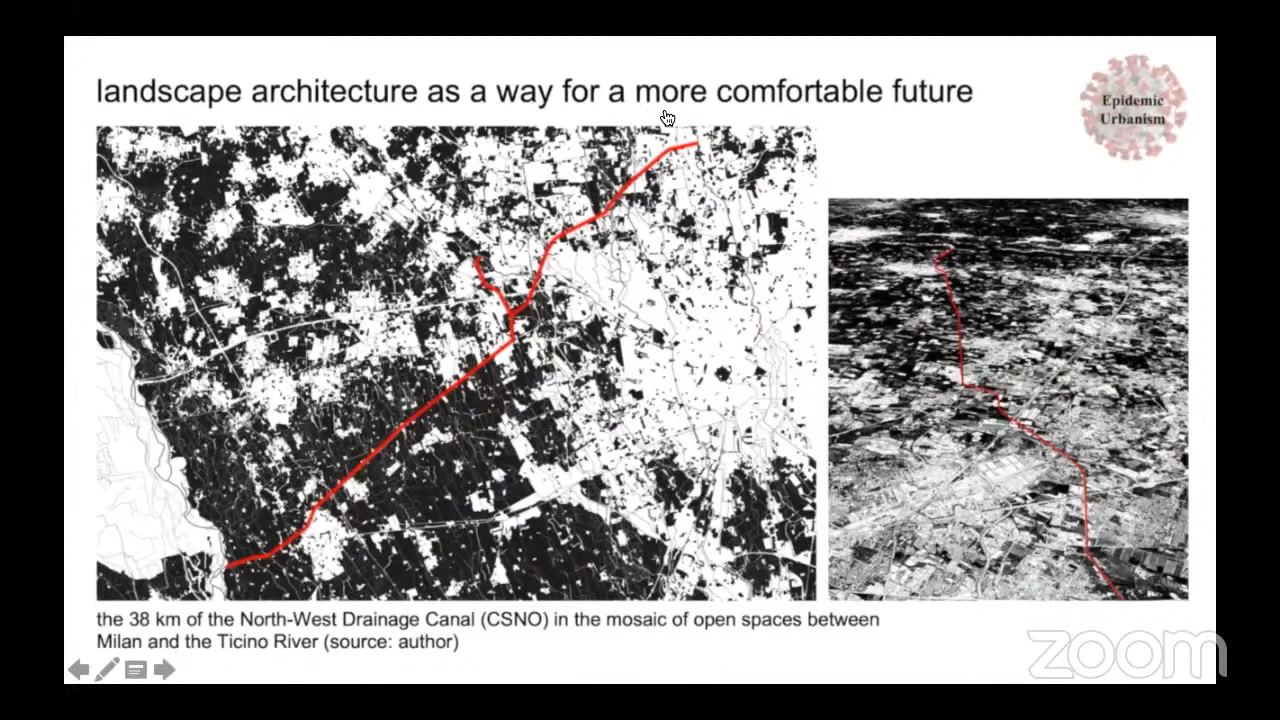 landscape architecture as a way for a more comfortable future
Epidemic
Urbanism
the 38 km of the North-West Drainage Canal (CSNO) in the mosaic of open spaces between
Milan and the Ticino River (source: author)
zoom